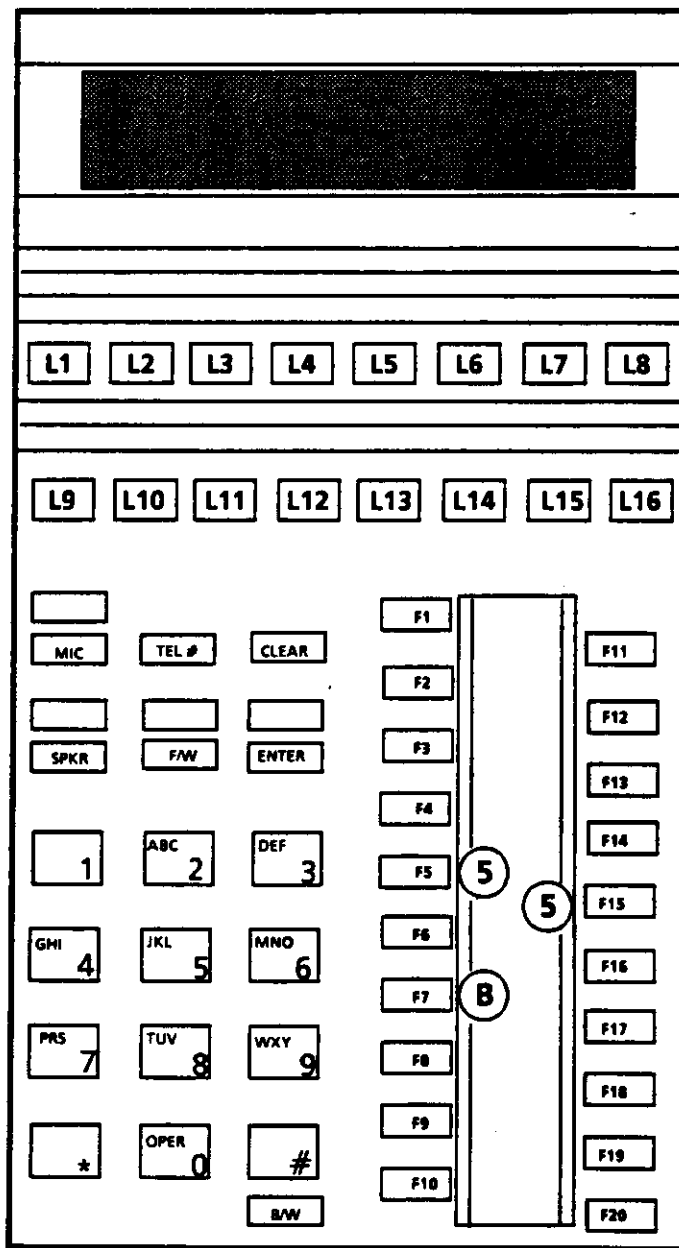 L1 L2 L3 L4 L5 L6 L7 L8
L9 L10 L11 L12 L13 L14 L15 L16
MIC TEL # CLEAR
SPKR F/W ENTER
1 ABC 2 DEF 3
GHI 4 JKL 5 MNO 6
PRS 7 TUV 8 WXY 9
* OPER 0 #
B/W
F1
F2
F3
F4
F5 5
F6
F7 B
F8
F9
F10
F11
F12
F13
F14
5 F15
F16
F17
F18
F19
F20